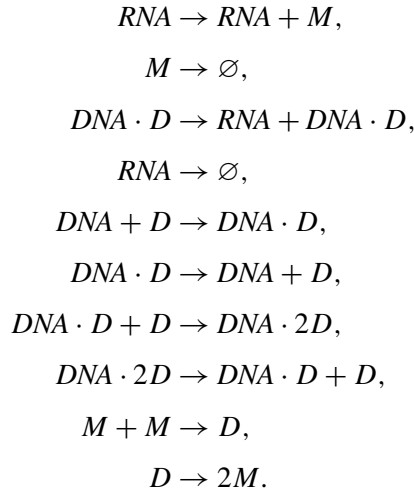 RNA → RNA + M,
M → ∅,
DNA · D → RNA + DNA · D,
RNA → ∅,
DNA + D → DNA · D,
DNA · D → DNA + D,
DNA · D + D → DNA · 2D,
DNA · 2D → DNA · D + D,
M + M → D,
D → 2M.